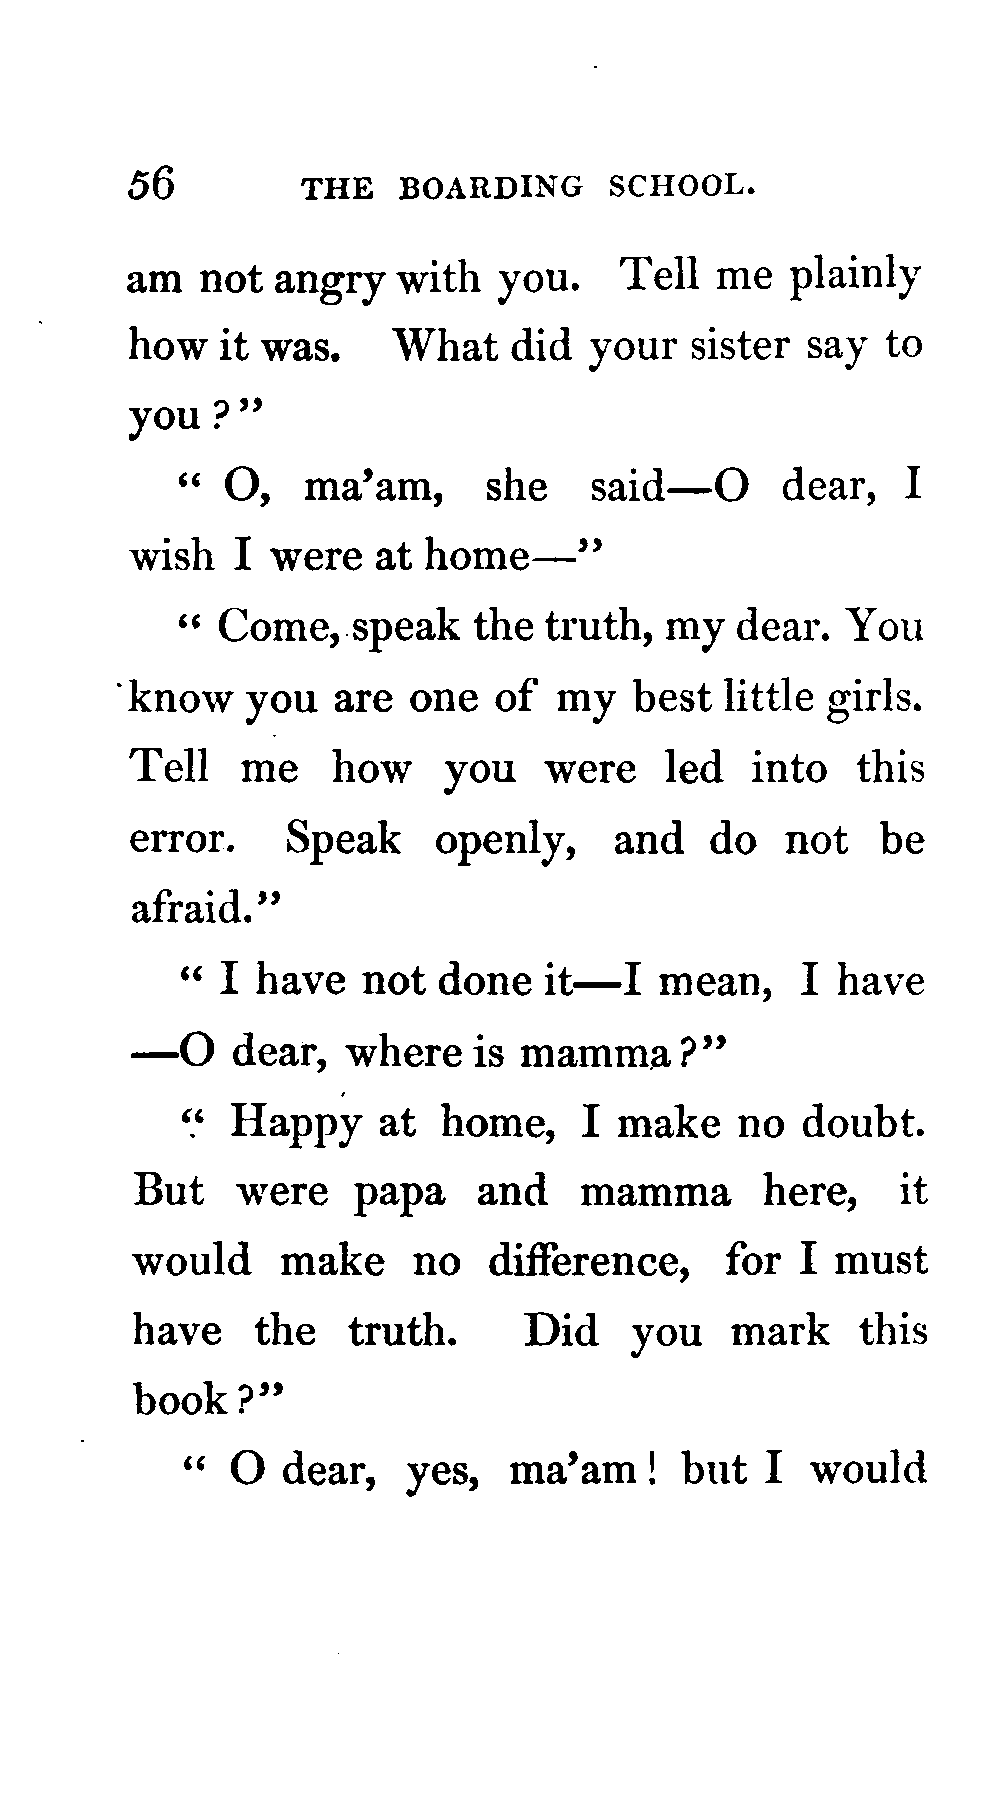 56 THE BOARDING SCHOOL.
am not angry with you. Tell me plainly
how it was. What did your sister say to
you ?"
" O, ma'am, she said—O dear, I
wish I were at home—"
" Come, speak the truth, my dear. You
know you are one of my best little girls.
Tell me how you were led into this
error. Speak openly, and do not be
afraid."
" I have not done it—I mean, I have
—O dear, where is mamma ?"
" Happy at home, I make no doubt.
But were papa and mamma here, it
would make no difference, for I must
have the truth. Did you mark this
book ?"
" O dear, yes, ma'am ! but I would